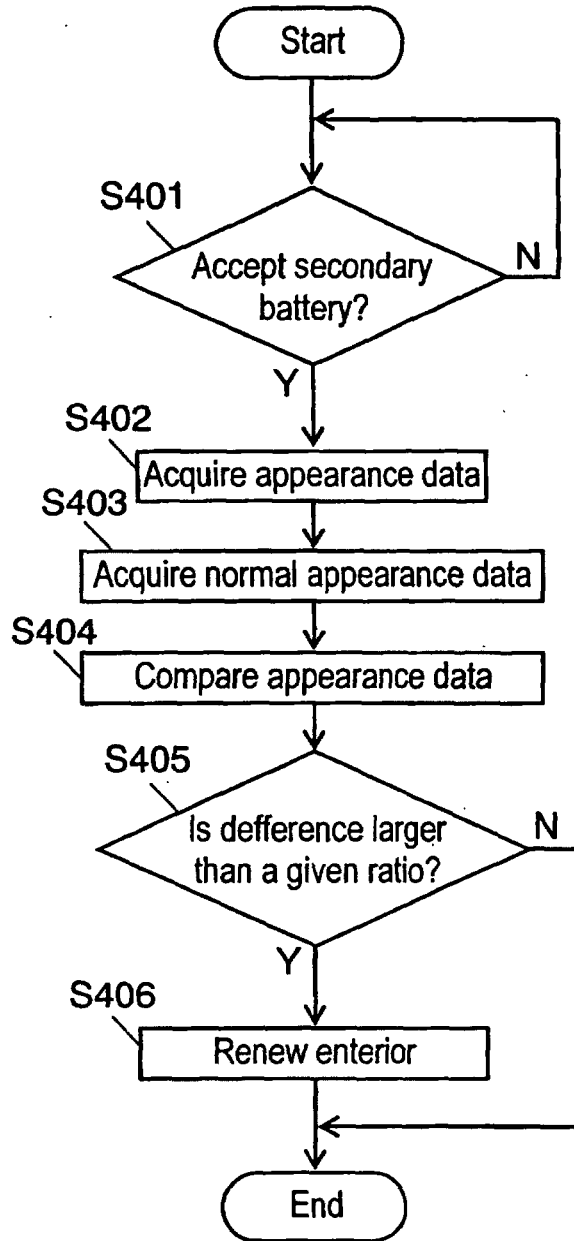 Start
S401
Accept secondary
battery?
N
Y
S402
Acquire appearance data
S403
Acquire normal appearance data
S404
Compare appearance data
S405
Is defference larger
than a given ratio?
N
Y
S406
Renew enterior
End